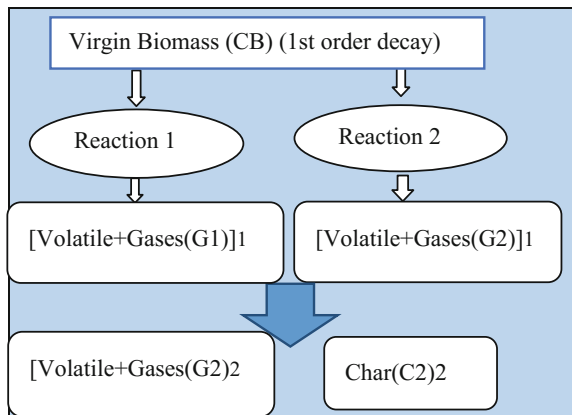 Virgin Biomass (CB) (1st order decay)
Reaction 1
Reaction 2
[Volatile+Gases(G1)]1
[Volatile+Gases(G2)]1
[Volatile+Gases(G2)2
Char(C2)2